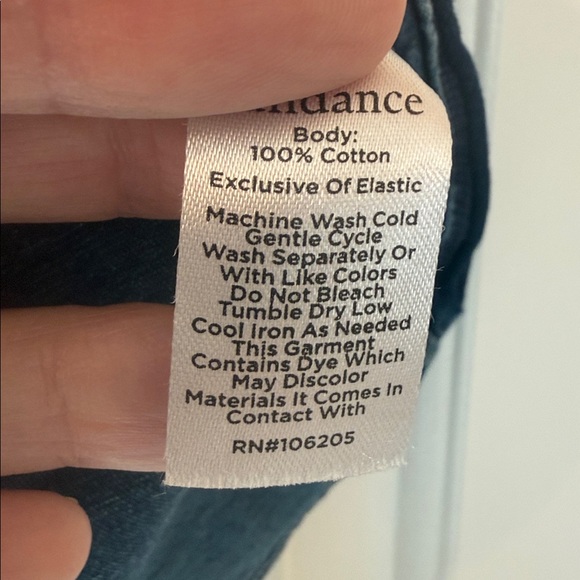 ndance
Body:
100% Cotton
Exclusive Of Elastic
Machine Wash Cold
Gentle Cycle
Wash Separately Or
With Like Colors
Do Not Bleach
Tumble Dry Low
Cool Iron As Needed
This Garment
Contains Dye Which
May Discolor
Materials It Comes In
Contact With
RN#106205